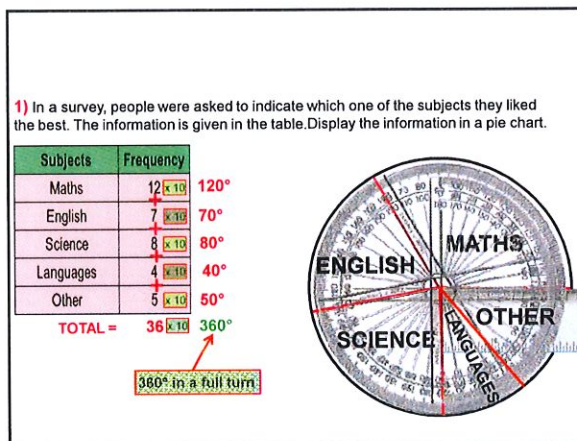 1) In a survey, people were asked to indicate which one of the subjects they liked
the best. The information is given in the table.Display the information in a pie chart.
Subjects Frequency
Maths 12 x 10 120°
+
English 7 x 10 70°
+
Science 8 x 10 80°
+
Languages 4 x 10 40°
+
Other 5 x 10 50°
TOTAL = 36 x 10 360°
360° in a full turn
MATHS
ENGLISH
OTHER
SCIENCE
LANGUAGES